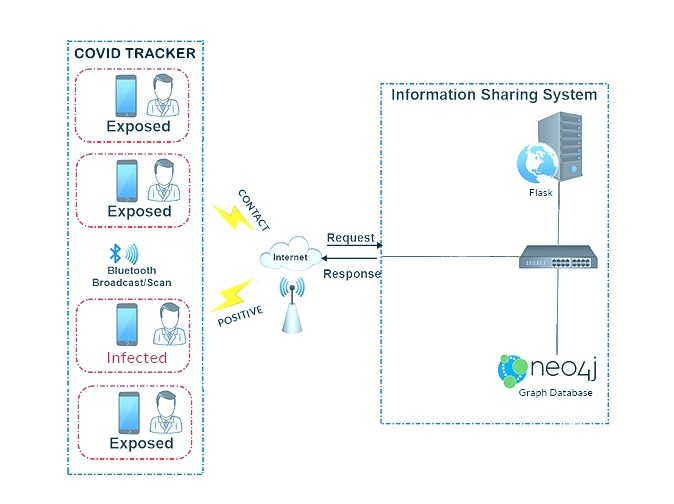 COVID TRACKER
Exposed
Exposed
Bluetooth
Broadcast/Scan
Infected
Exposed
CONTACT
Internet
POSITIVE
Request
Response
Information Sharing System
Flask
neo4j
Graph Database